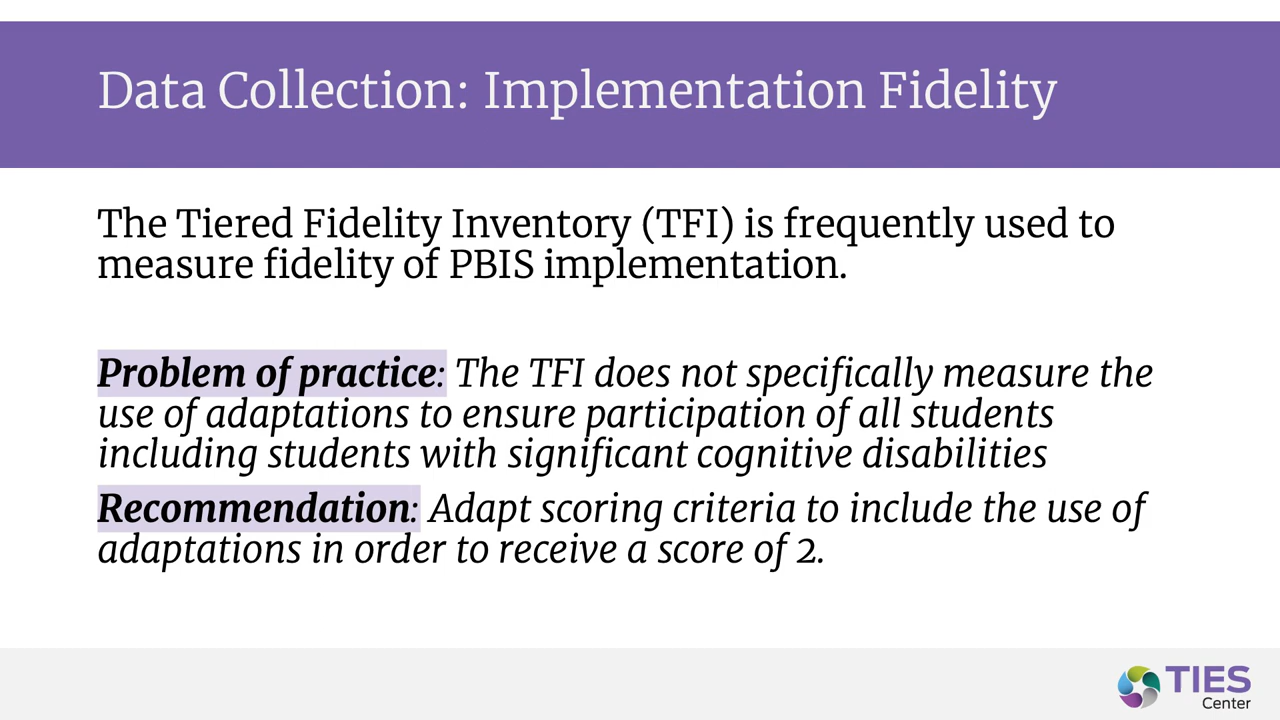 Data Collection: Implementation Fidelity
The Tiered Fidelity Inventory (TFI) is frequently used to
measure fidelity of PBIS implementation.
Problem of practice: The TFI does not specifically measure the
use of adaptations to ensure participation of all students
including students with significant cognitive disabilities
Recommendation: Adapt scoring criteria to include the use of
adaptations in order to receive a score of 2.
TIES
Center